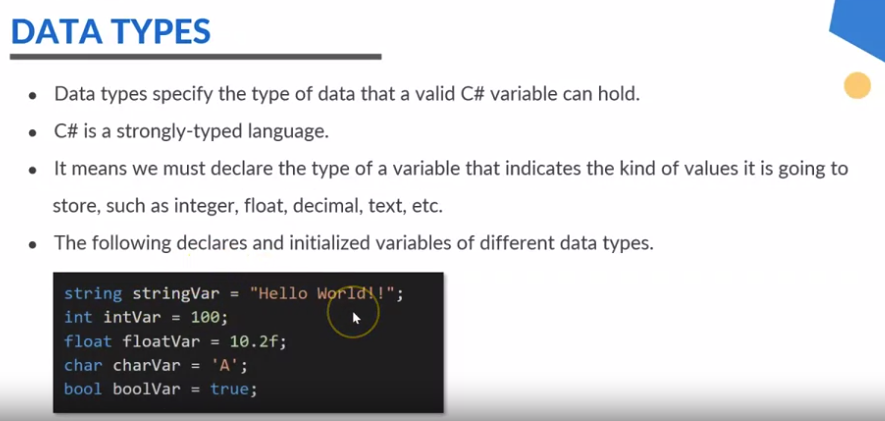 DATA TYPES
• Data types specify the type of data that a valid C# variable can hold.
• C# is a strongly-typed language.
• It means we must declare the type of a variable that indicates the kind of values it is going to
store, such as integer, float, decimal, text, etc.
• The following declares and initialized variables of different data types.
string stringVar = "Hello World!!";
int intVar = 100;
float floatVar = 10.2f;
char charVar = 'A';
bool boolVar = true;